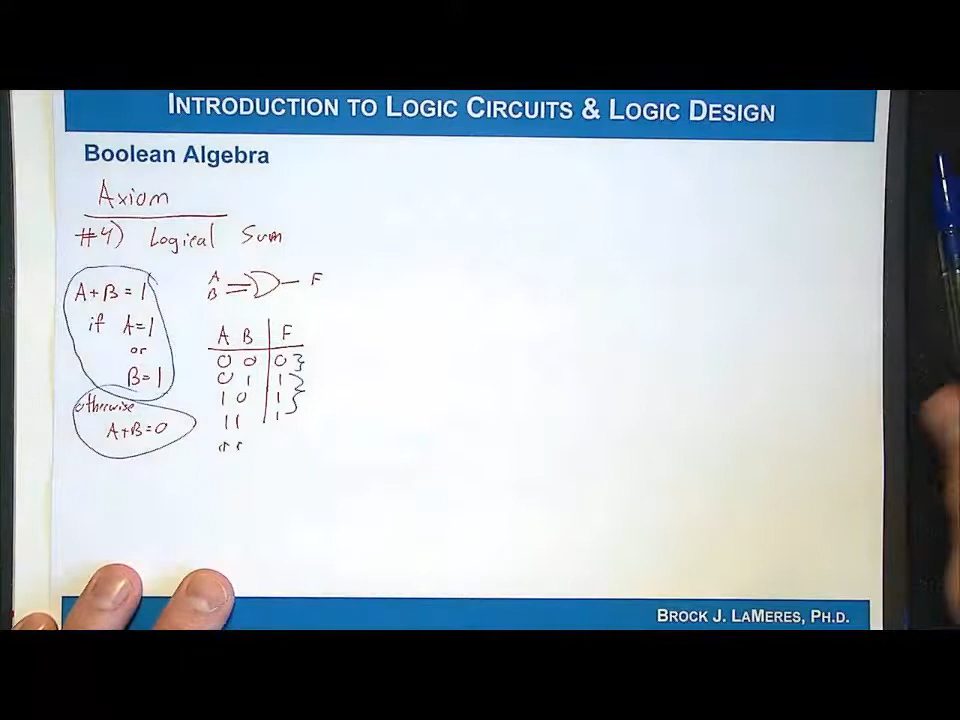 INTRODUCTION TO LOGIC CIRCUITS & LOGIC DESIGN
Boolean Algebra
Axiom
#4) Logical Sum
A+B=1
if A=1
or
B=1
otherwise
A+B=0
A
B
F
A B F
0 0 0
0 1 1
1 0 1
1 1 1
BROCK J. LAMERES, PH.D.